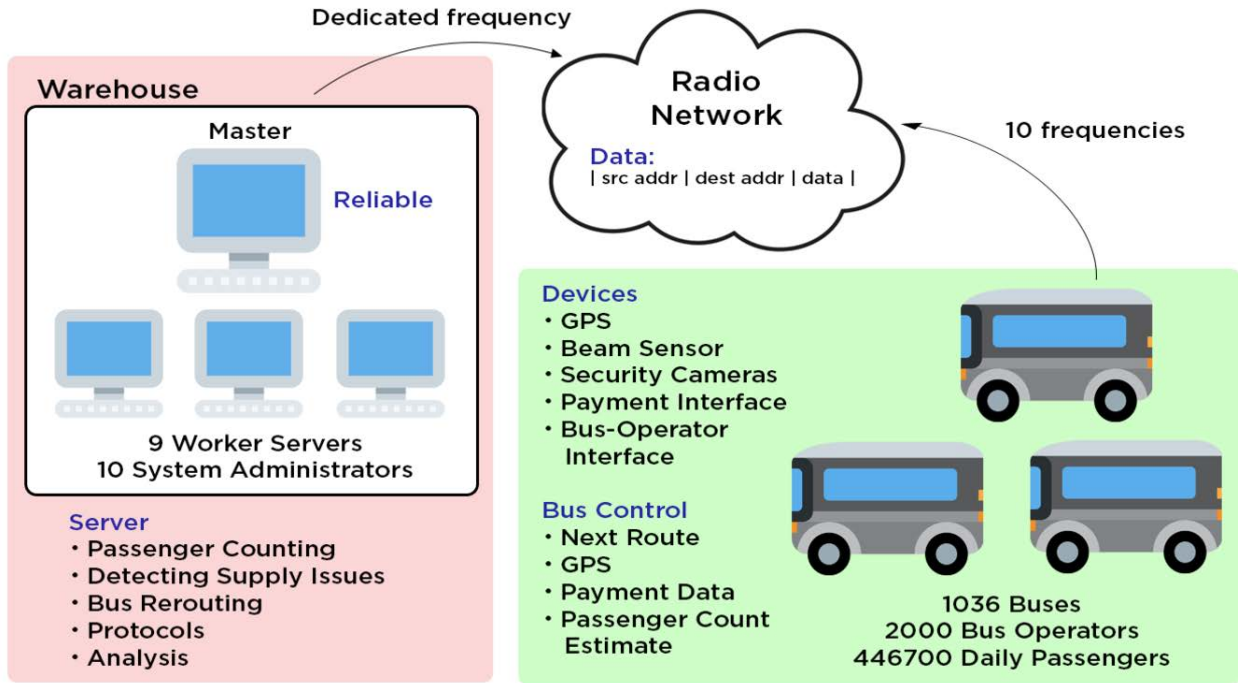 Dedicated frequency
Warehouse
Master
Reliable
9 Worker Servers
10 System Administrators
Server
· Passenger Counting
· Detecting Supply Issues
· Bus Rerouting
· Protocols
· Analysis
Radio
Network
Data:
| src addr | dest addr | data |
10 frequencies
Devices
· GPS
· Beam Sensor
· Security Cameras
· Payment Interface
· Bus-Operator
Interface
Bus Control
· Next Route
· GPS
· Payment Data
· Passenger Count
Estimate
1036 Buses
2000 Bus Operators
446700 Daily Passengers